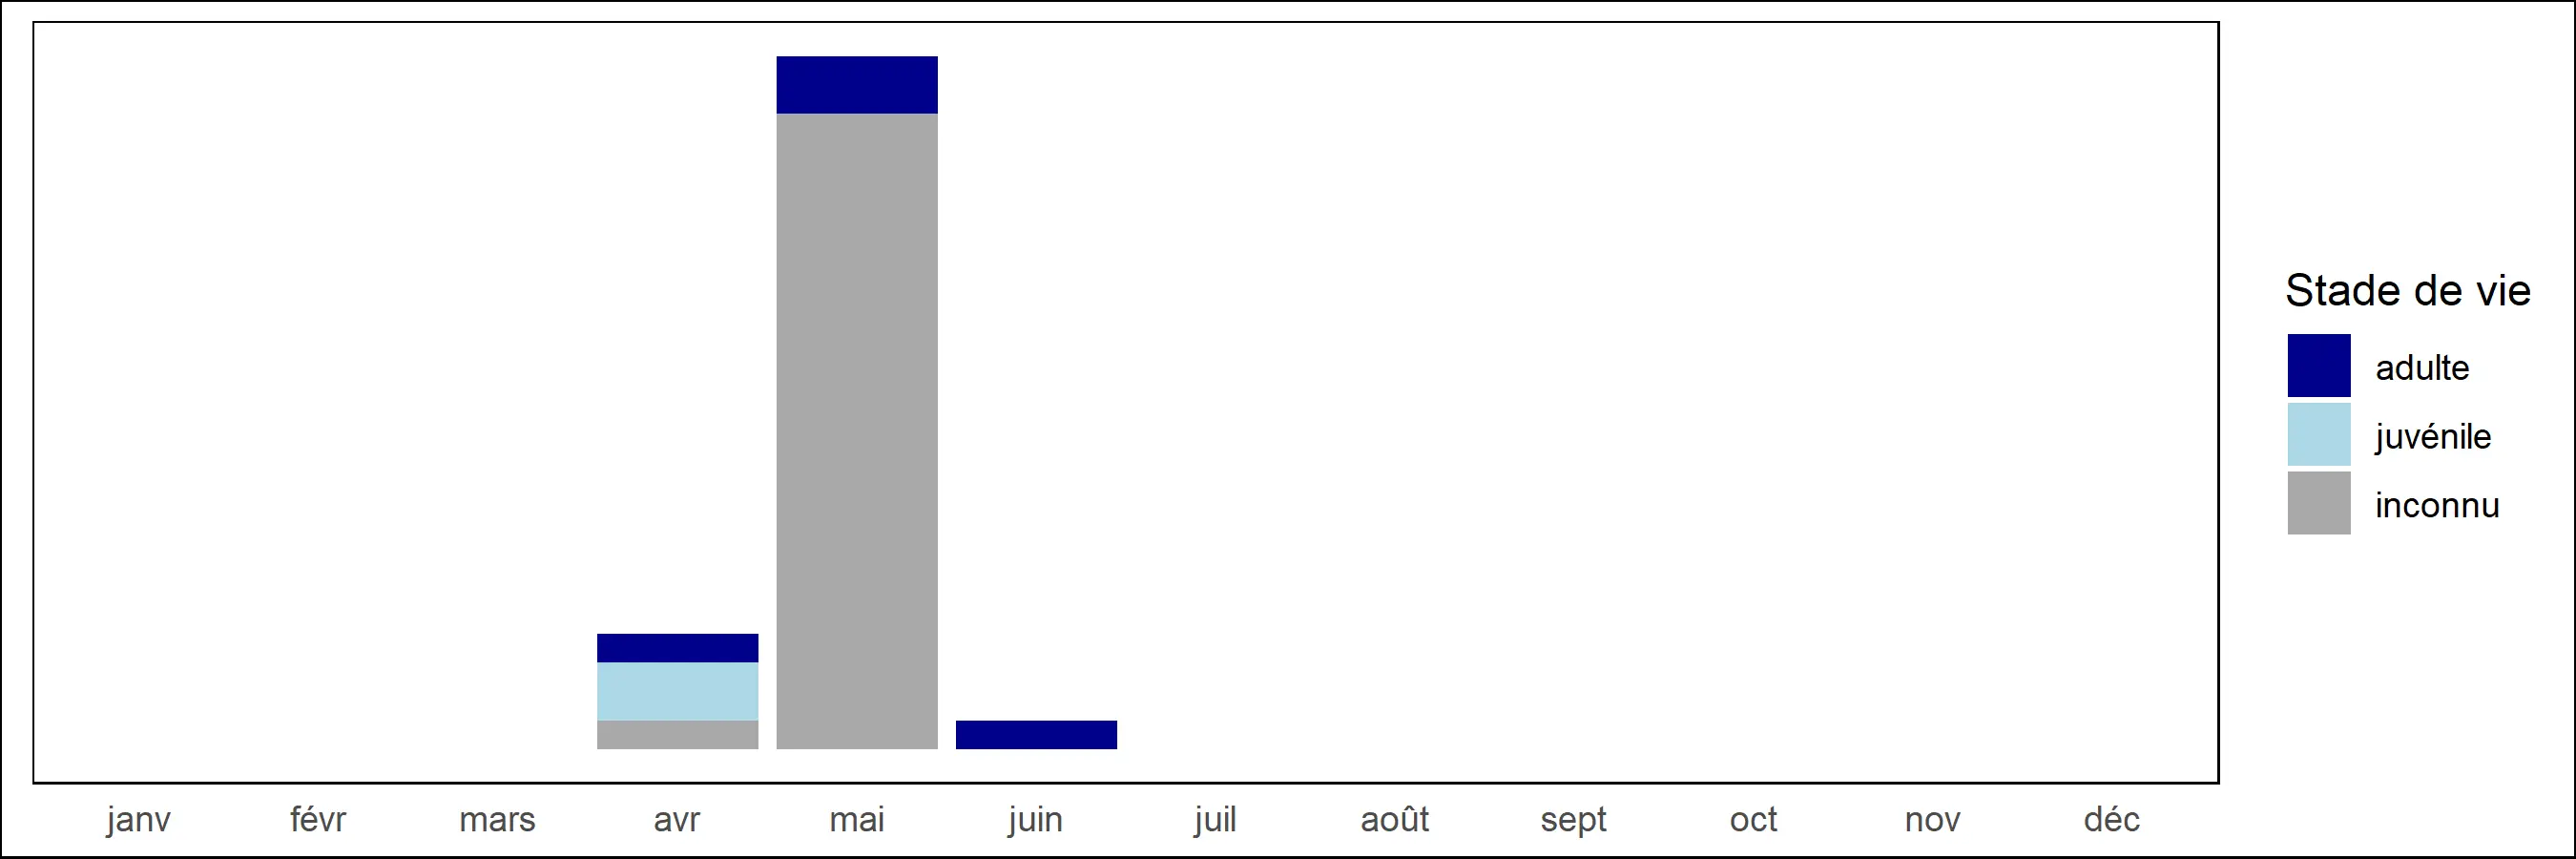 Stade de vie
adulte
juvénile
inconnu
janv févr mars avr mai juin juil août sept oct nov déc